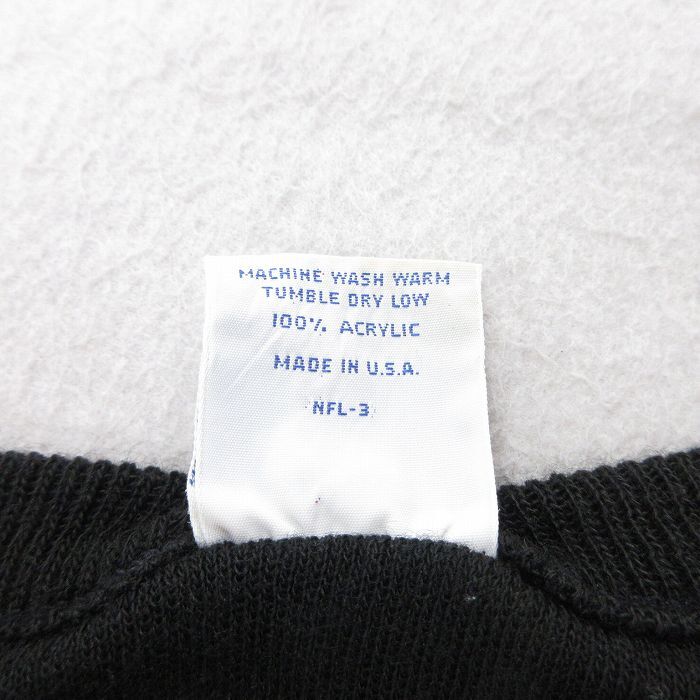 MACHINE WASH WARM
TUMBLE DRY LOW
100% ACRYLIC
MADE IN U.S.A.
NFL-3